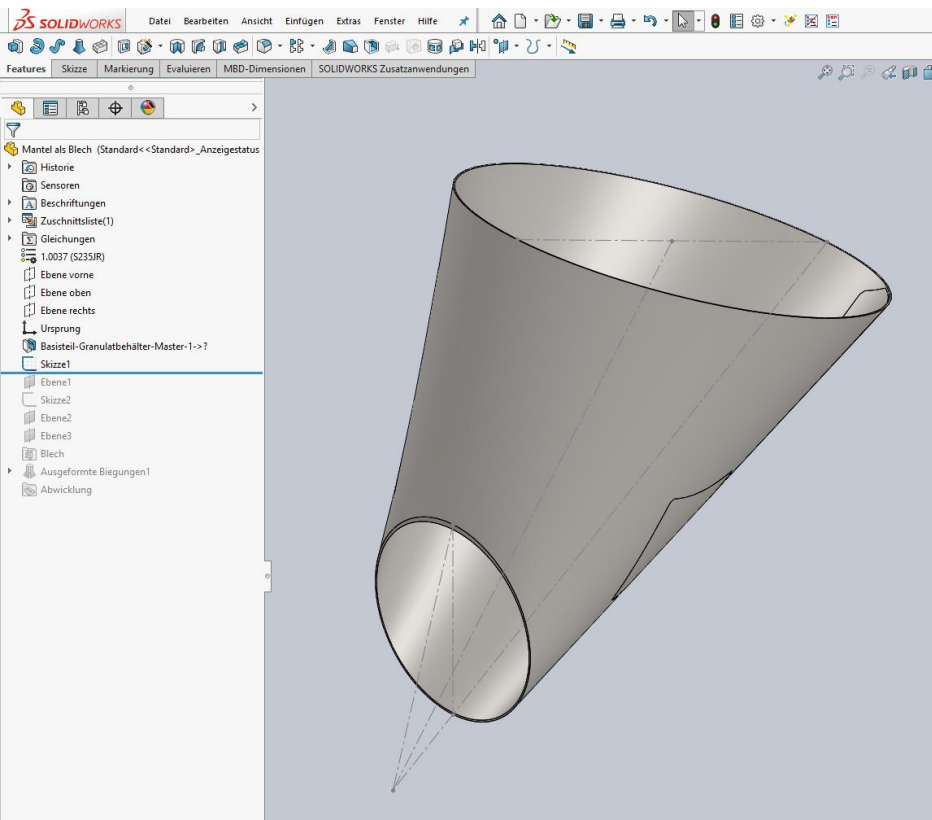 SOLIDWORKS Datei Bearbeiten Ansicht Einfügen Extras Fenster Hilfe
Features Skizze Markierung Evaluieren MBD-Dimensionen SOLIDWORKS Zusatzanwendungen
Mantel als Blech (Standard<<Standard>_Anzeigestatus
Historie
Sensoren
Beschriftungen
Zuschnittsliste(1)
Gleichungen
1.0037 (S235JR)
Ebene vorne
Ebene oben
Ebene rechts
Ursprung
Basisteil-Granulatbehälter-Master-1->?
Skizze1
Ebene1
Skizze2
Ebene2
Ebene3
Blech
Ausgeformte Biegungen1
Abwicklung